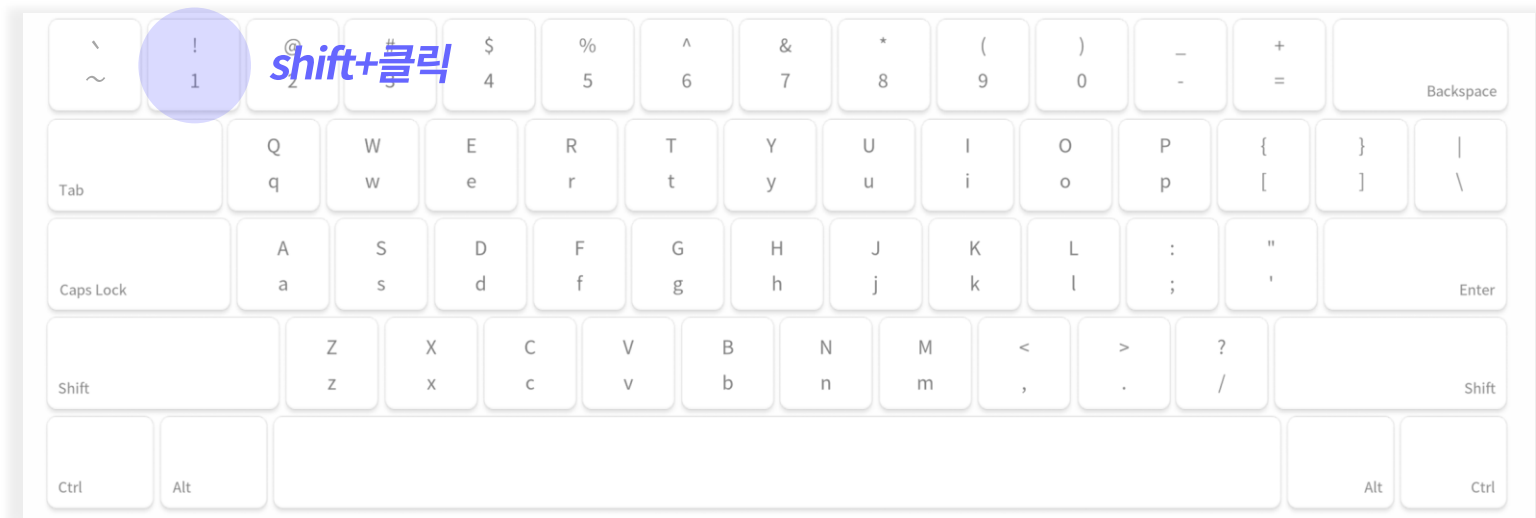 ` ! @ # $ % ^ & * ( ) _ +
shift+클릭
～ 1 2 3 4 5 6 7 8 9 0 - = Backspace
Q W E R T Y U I O P { } |
Tab q w e r t y u i o p [ ] \
A S D F G H J K L : "
Caps Lock a s d f g h j k l ; ' Enter
Z X C V B N M < > ?
Shift z x c v b n m , . / Shift
Ctrl Alt Alt Ctrl